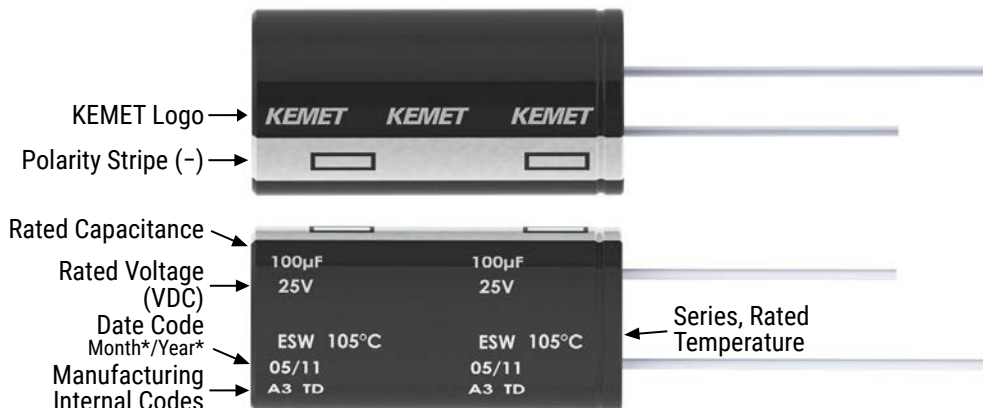 KEMET Logo
KEMET KEMET KEMET
Polarity Stripe (−)
Rated Capacitance
100µF 100µF
Rated Voltage
(VDC)
25V 25V
Date Code
Month*/Year*
ESW 105°C ESW 105°C
Series, Rated
Temperature
05/11 05/11
Manufacturing
Internal Codes
A3 TD A3 TD